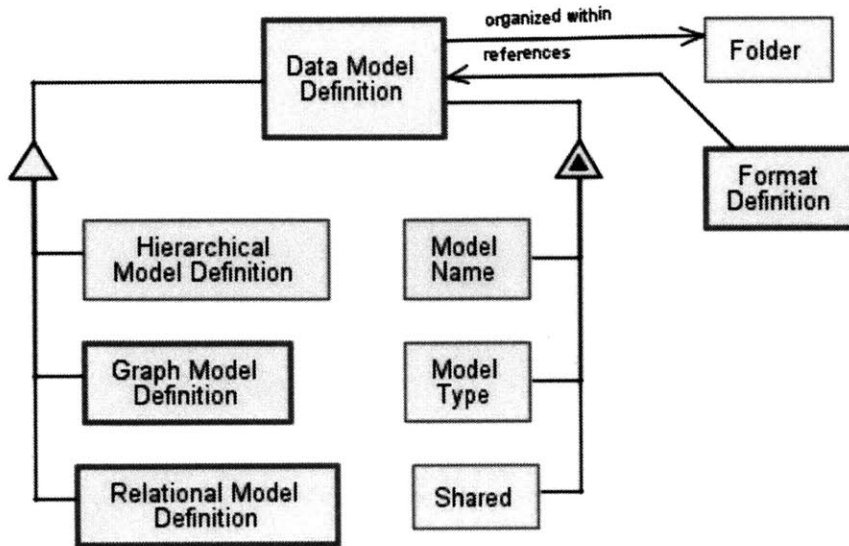 organized within
references
Data Model
Definition
Folder
Format
Definition
Hierarchical
Model Definition
Model
Name
Graph Model
Definition
Model
Type
Relational Model
Definition
Shared